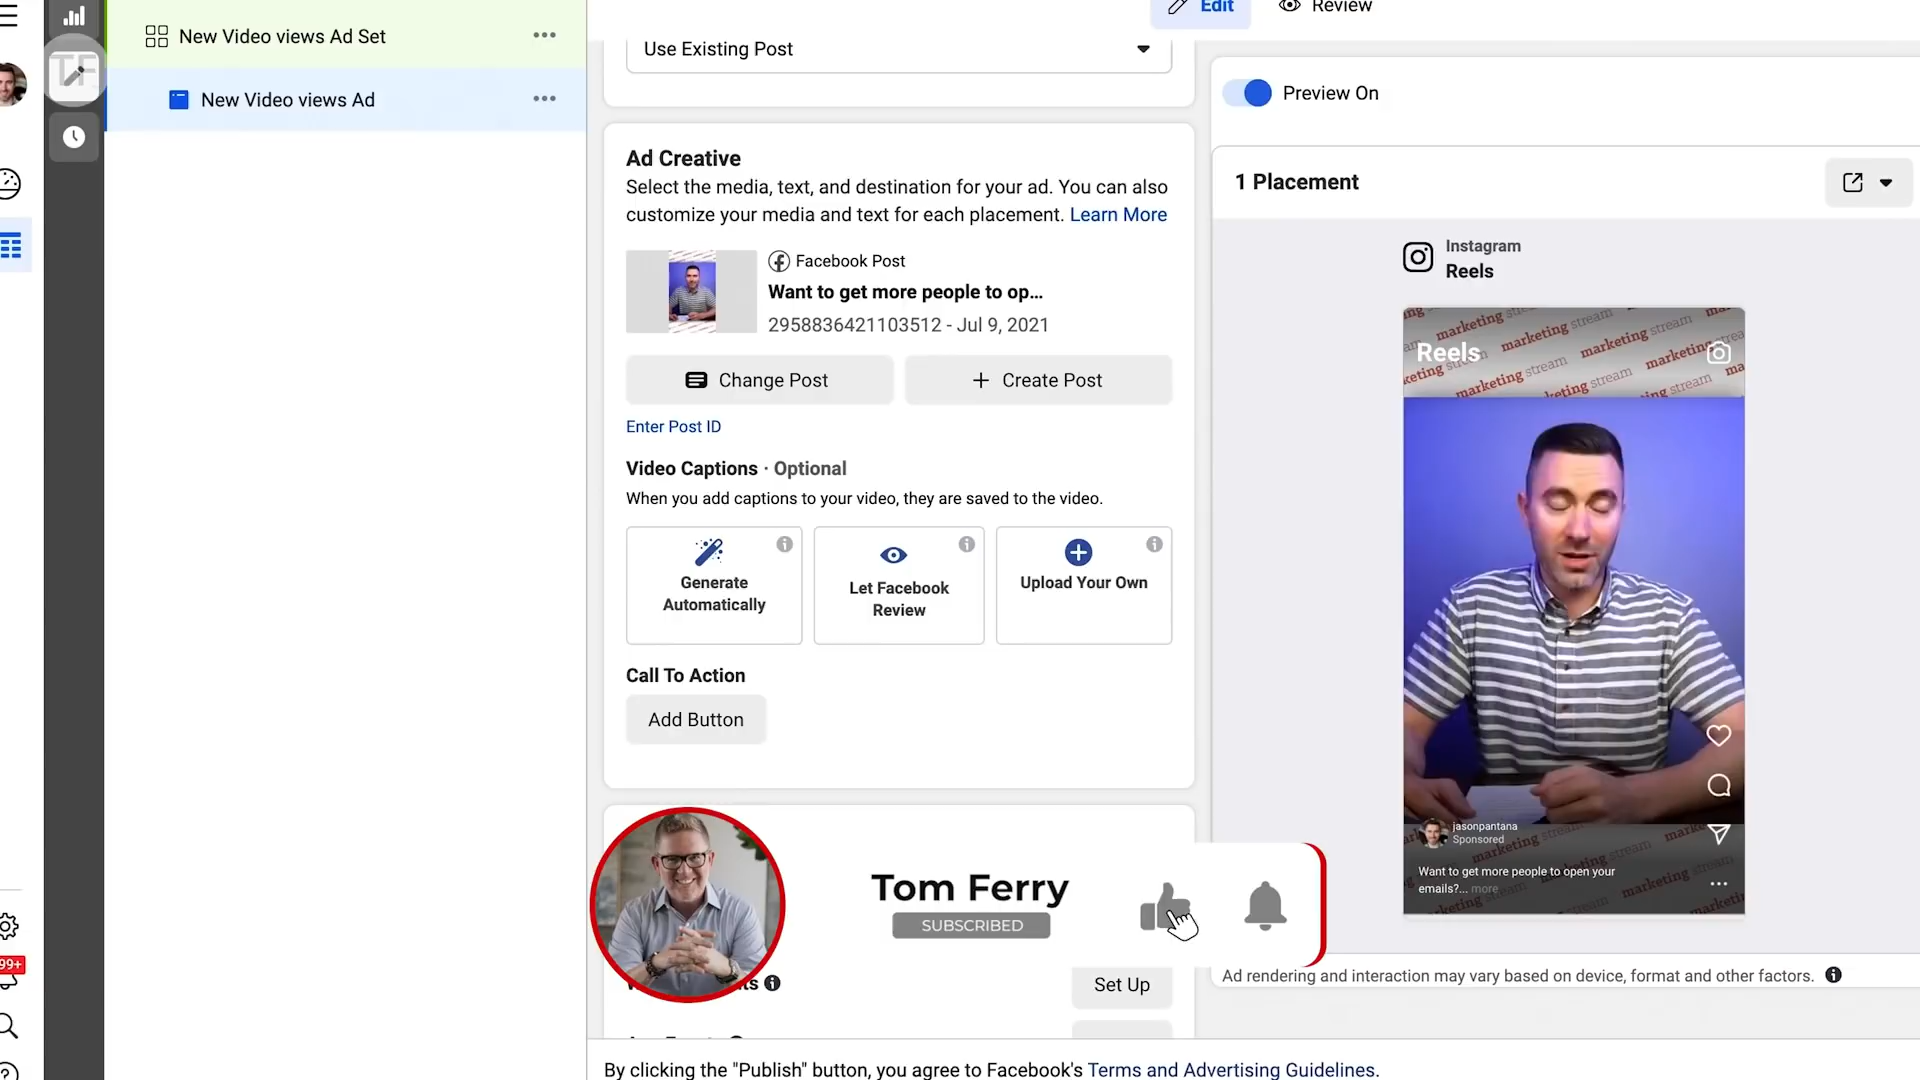 Edit
Review
New Video views Ad Set
New Video views Ad
TF
Use Existing Post
Preview On
Ad Creative
Select the media, text, and destination for your ad. You can also
customize your media and text for each placement. Learn More
Facebook Post
Want to get more people to op...
2958836421103512 - Jul 9, 2021
Change Post
Create Post
Enter Post ID
Video Captions · Optional
When you add captions to your video, they are saved to the video.
Generate
Automatically
Let Facebook
Review
Upload Your Own
Call To Action
Add Button
1 Placement
Instagram
Reels
marketing stream
marketing stream
marketing stream
Reels
jasonpantana
Sponsored
Want to get more people to open your
emails?... more
Tom Ferry
SUBSCRIBED
99+
Set Up
Ad rendering and interaction may vary based on device, format and other factors.
By clicking the "Publish" button, you agree to Facebook's Terms and Advertising Guidelines.